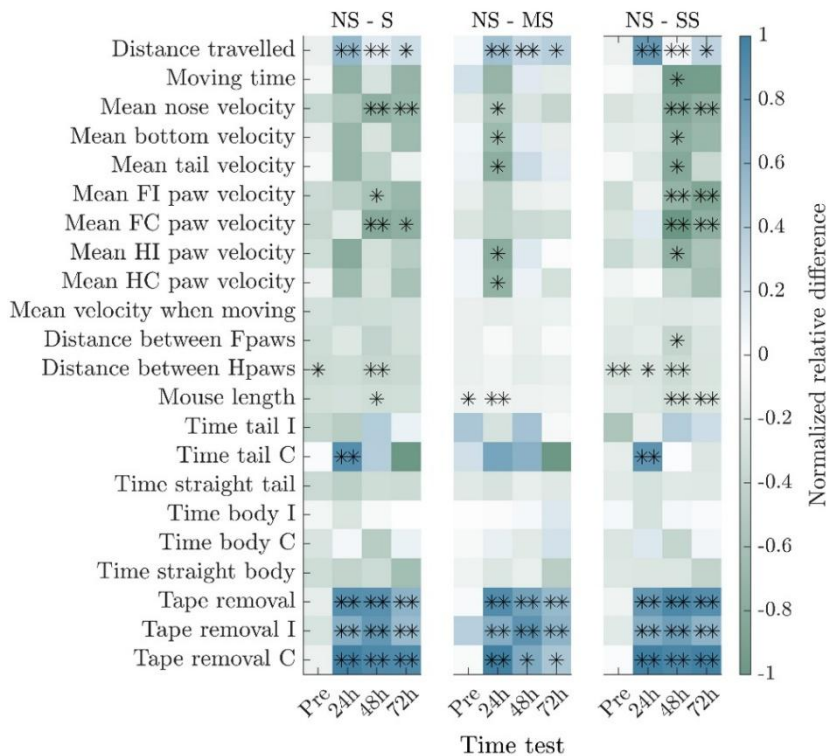 NS - S NS - MS NS - SS
Distance travelled ** ** * ** ** * ** ** *
Moving time *
Mean nose velocity ** ** * ** **
Mean bottom velocity * *
Mean tail velocity * *
Mean FI paw velocity * ** **
Mean FC paw velocity ** * ** **
Mean HI paw velocity * *
Mean HC paw velocity *
Mean velocity when moving
Distance between Fpaws *
Distance between Hpaws * ** ** * **
Mouse length * * ** ** **
Time tail I
Time tail C ** **
Time straight tail
Time body I
Time body C
Time straight body
Tape removal ** ** ** ** ** ** ** ** **
Tape removal I ** ** ** ** ** ** ** ** **
Tape removal C ** ** ** ** * * ** ** **
Pre 24h 48h 72h Pre 24h 48h 72h Pre 24h 48h 72h
Time test
1
0.8
0.6
0.4
0.2
0
-0.2
-0.4
-0.6
-0.8
-1
Normalized relative difference